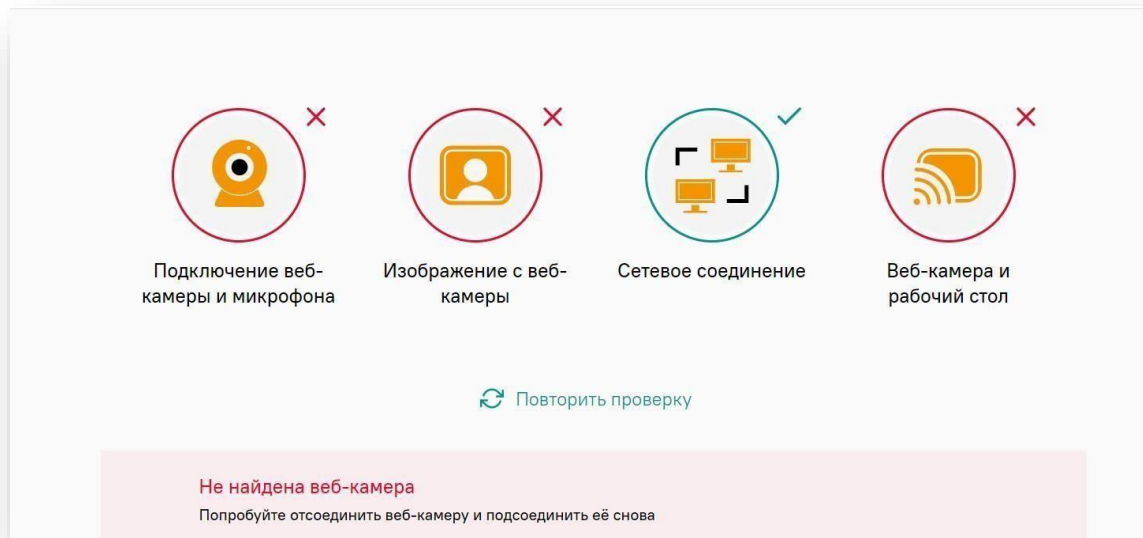 Подключение веб-
камеры и микрофона
Изображение с веб-
камеры
Сетевое соединение
Веб-камера и
рабочий стол
Повторить проверку
Не найдена веб-камера
Попробуйте отсоединить веб-камеру и подсоединить её снова